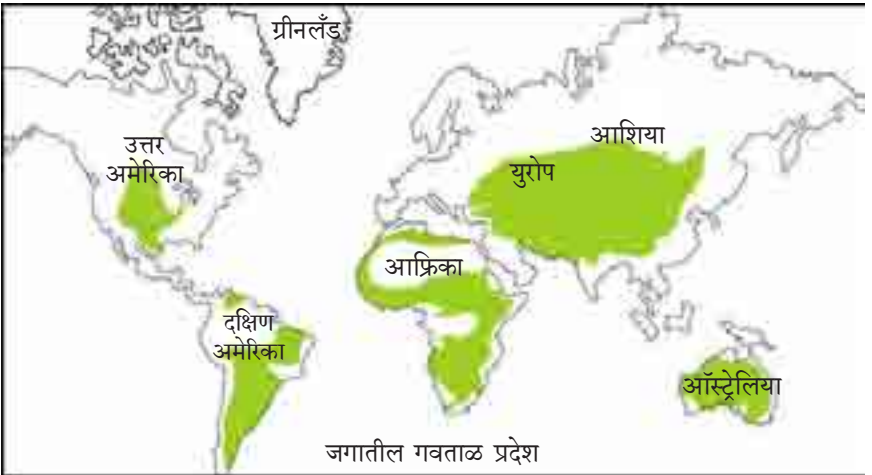 ग्रीनलँड
उत्तर
अमेरिका
आशिया
युरोप
आफ्रिका
दक्षिण
अमेरिका
ऑस्ट्रेलिया
जगातील गवताळ प्रदेश